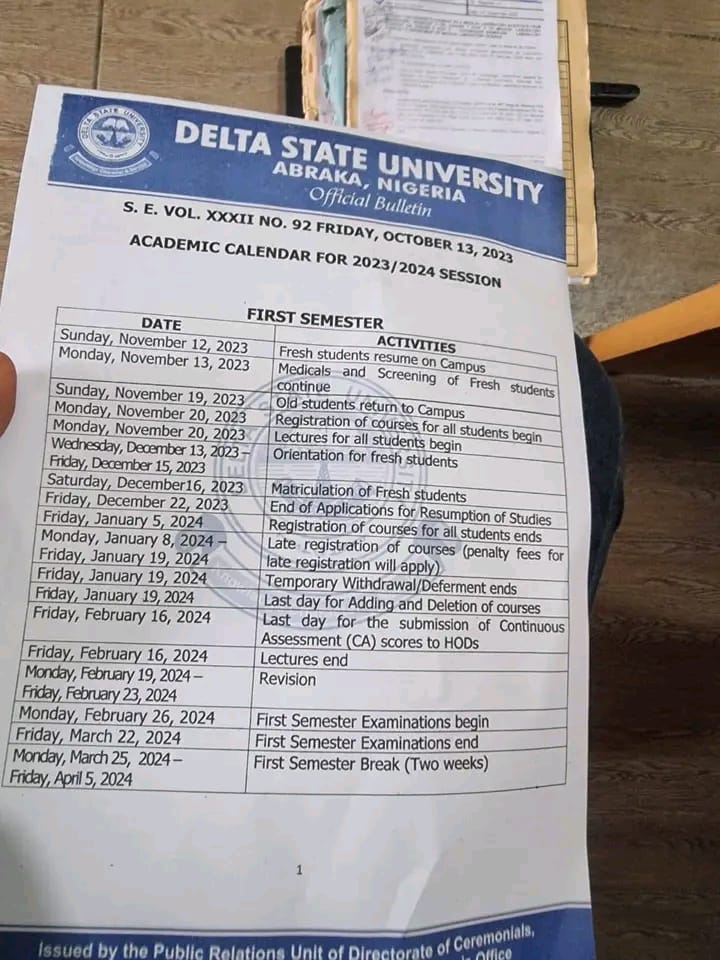 DELTA STATE UNIVERSITY
DELTA STATE UNIVERSITY
ABRAKA, NIGERIA
Official Bulletin
S. E. VOL. XXXII NO. 92 FRIDAY, OCTOBER 13, 2023
ACADEMIC CALENDAR FOR 2023/2024 SESSION
FIRST SEMESTER
DATE ACTIVITIES
Sunday, November 12, 2023 Fresh students resume on Campus
Monday, November 13, 2023 Medicals and Screening of Fresh students
continue
Sunday, November 19, 2023 Old students return to Campus
Monday, November 20, 2023 Registration of courses for all students begin
Monday, November 20, 2023 Lectures for all students begin
Wednesday, December 13, 2023 – Orientation for fresh students
Friday, December 15, 2023
Saturday, December16, 2023 Matriculation of Fresh students
Friday, December 22, 2023 End of Applications for Resumption of Studies
Friday, January 5, 2024 Registration of courses for all students ends
Monday, January 8, 2024 – Late registration of courses (penalty fees for
Friday, January 19, 2024 late registration will apply)
Friday, January 19, 2024 Temporary Withdrawal/Deferment ends
Friday, January 19, 2024 Last day for Adding and Deletion of courses
Friday, February 16, 2024 Last day for the submission of Continuous
Assessment (CA) scores to HODs
Friday, February 16, 2024 Lectures end
Monday, February 19, 2024 – Revision
Friday, February 23, 2024
Monday, February 26, 2024 First Semester Examinations begin
Friday, March 22, 2024 First Semester Examinations end
Monday, March 25, 2024 – First Semester Break (Two weeks)
Friday, April 5, 2024
1
Issued by the Public Relations Unit of Directorate of Ceremonials,
Office